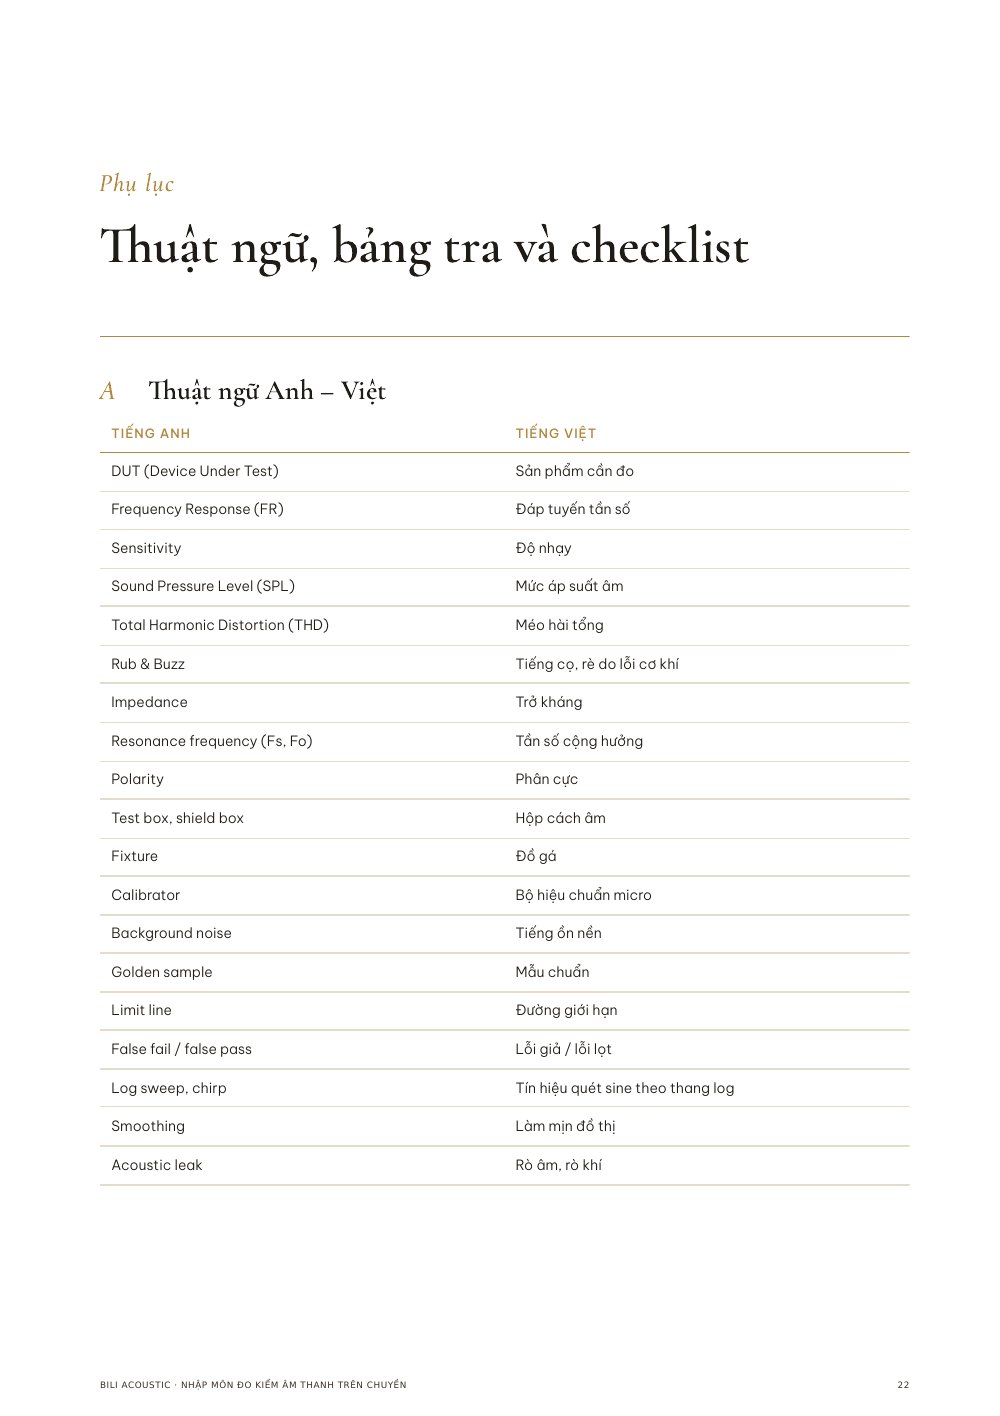 Phụ lục
Thuật ngữ, bảng tra và checklist
A Thuật ngữ Anh – Việt
TIẾNG ANH TIẾNG VIỆT
DUT (Device Under Test) Sản phẩm cần đo
Frequency Response (FR) Đáp tuyến tần số
Sensitivity Độ nhạy
Sound Pressure Level (SPL) Mức áp suất âm
Total Harmonic Distortion (THD) Méo hài tổng
Rub & Buzz Tiếng cọ, rè do lỗi cơ khí
Impedance Trở kháng
Resonance frequency (Fs, Fo) Tần số cộng hưởng
Polarity Phân cực
Test box, shield box Hộp cách âm
Fixture Đồ gá
Calibrator Bộ hiệu chuẩn micro
Background noise Tiếng ồn nền
Golden sample Mẫu chuẩn
Limit line Đường giới hạn
False fail / false pass Lỗi giả / lỗi lọt
Log sweep, chirp Tín hiệu quét sine theo thang log
Smoothing Làm mịn đồ thị
Acoustic leak Rò âm, rò khí
BILI ACOUSTIC · NHẬP MÔN ĐO KIỂM ÂM THANH TRÊN CHUYỀN 22